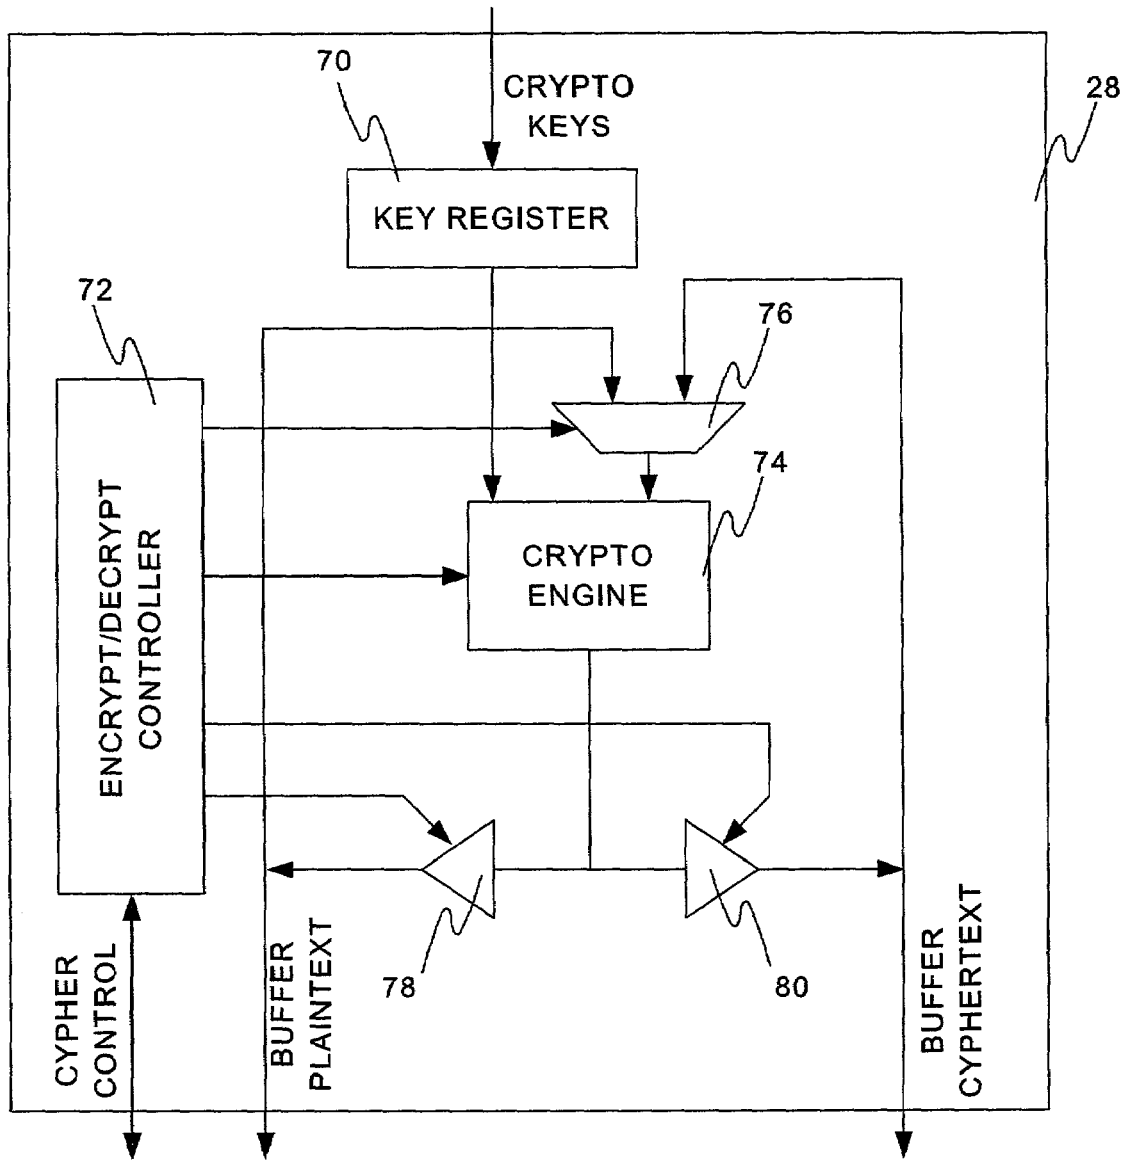 70
CRYPTO
KEYS
28
KEY REGISTER
72
76
74
CRYPTO
ENGINE
ENCRYPT/DECRYPT
CONTROLLER
78
80
CYPHER
CONTROL
BUFFER
PLAINTEXT
BUFFER
CYPHERTEXT